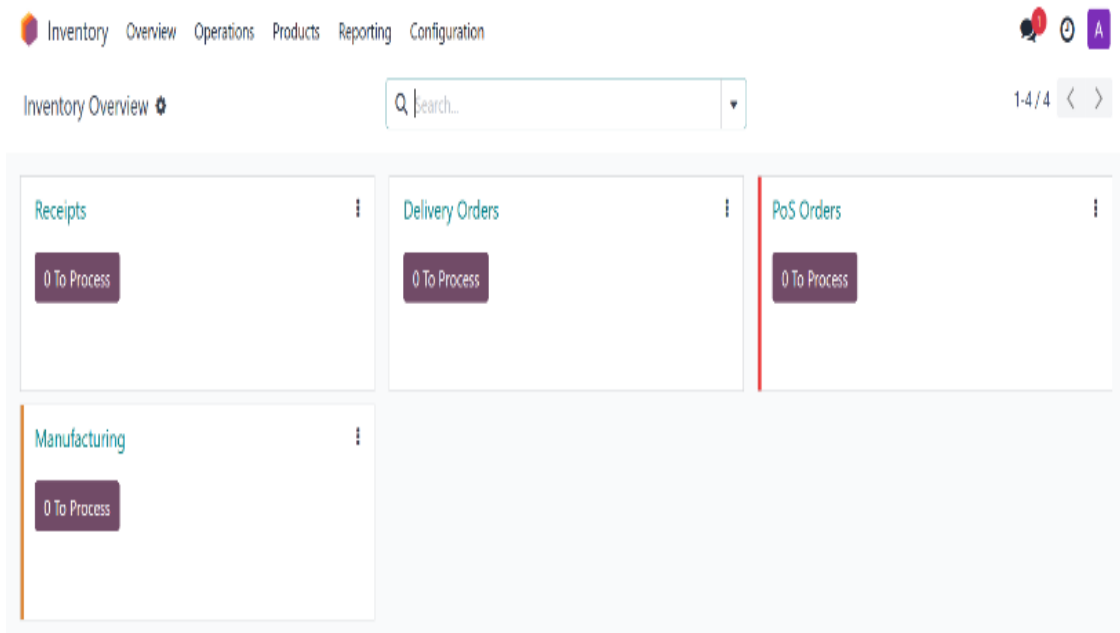 Inventory Overview Operations Products Reporting Configuration 1 A
Inventory Overview Search... 1-4 / 4
Receipts Delivery Orders PoS Orders
0 To Process 0 To Process 0 To Process
Manufacturing
0 To Process